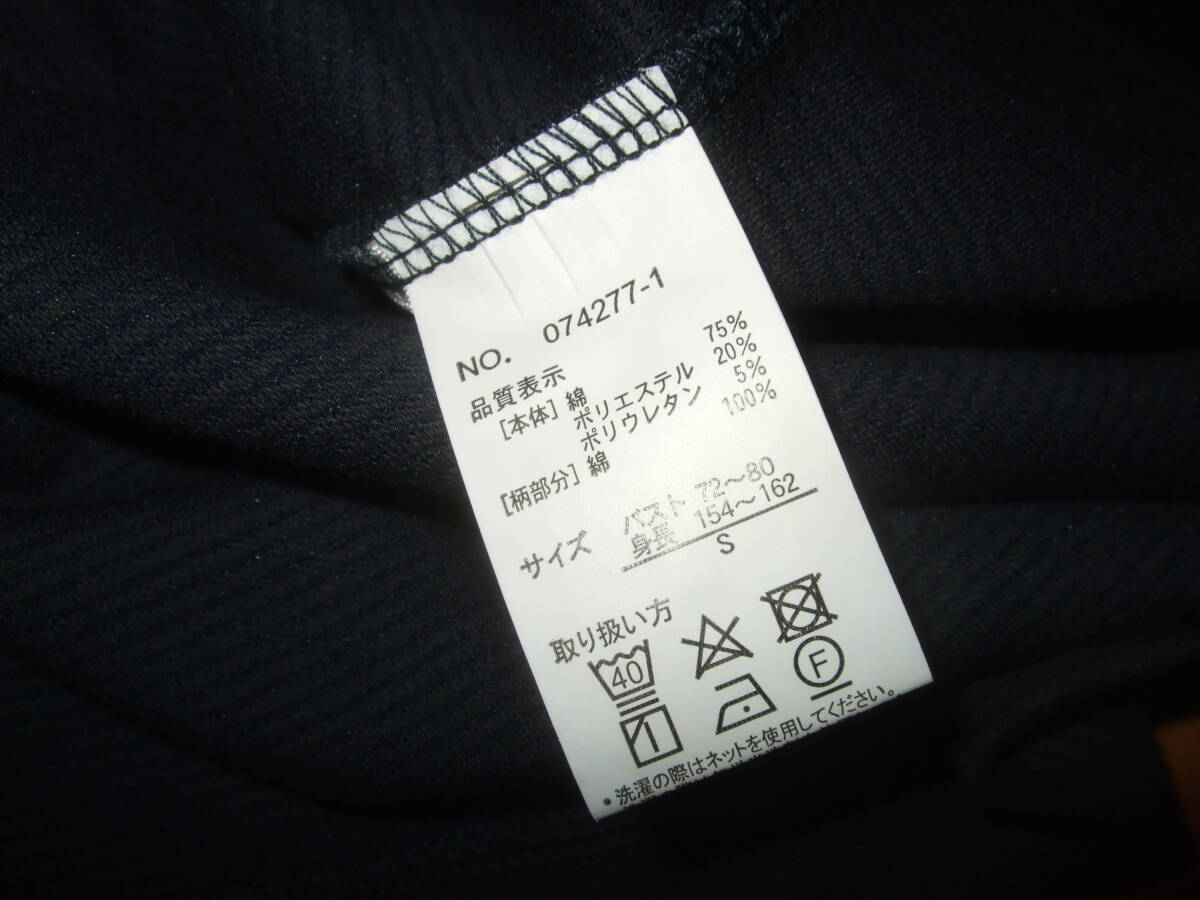 NO. 074277-1
品質表示
[本体] 綿 75%
ポリエステル 20%
ポリウレタン 5%
[柄部分] 綿 100%
サイズ バスト 72～80
身長 154～162
S
取り扱い方
40
F
•洗濯の際はネットを使用してください。